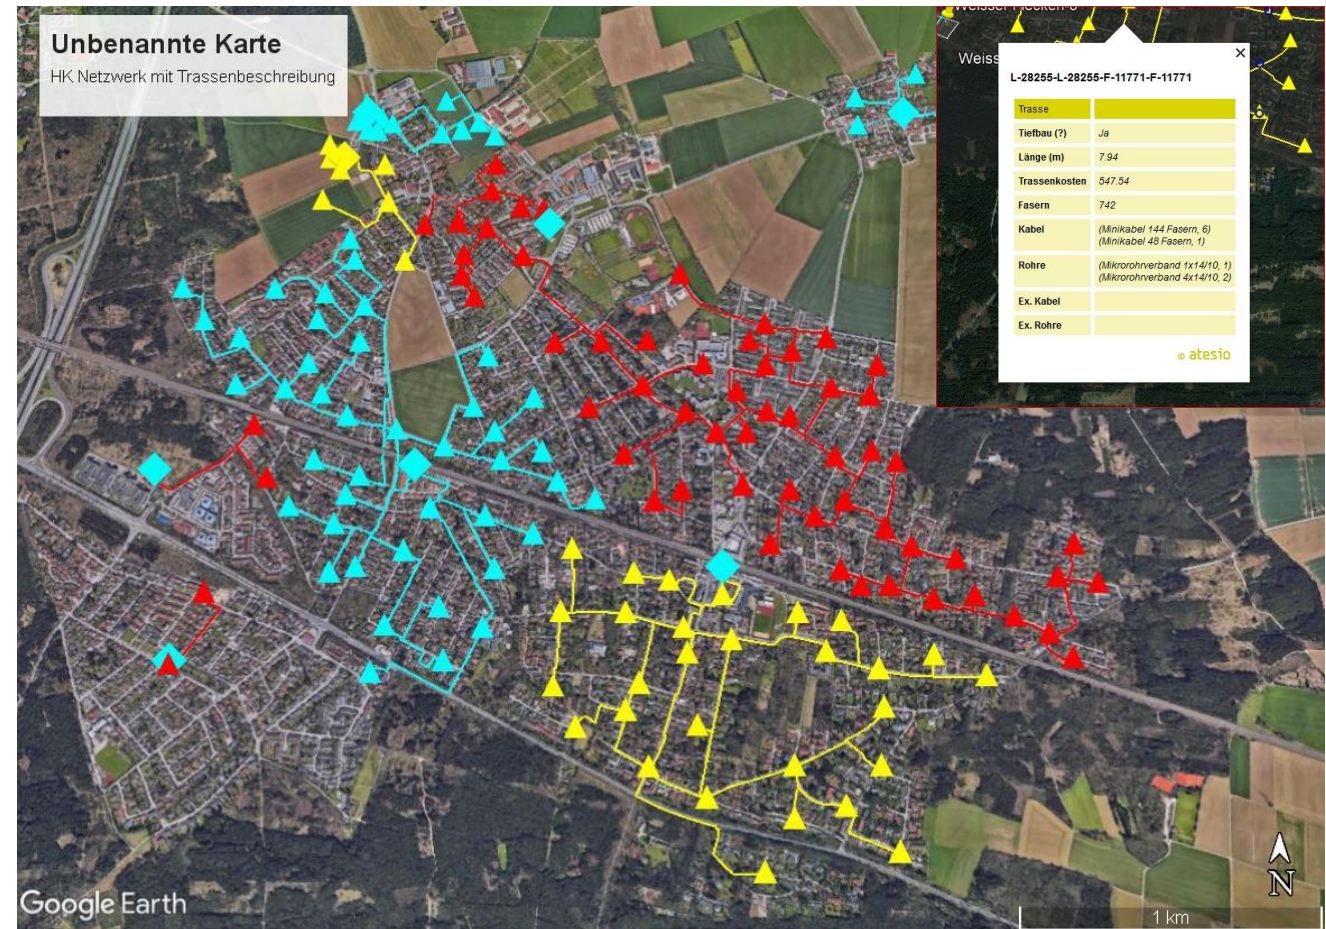 Unbenannte Karte
HK Netzwerk mit Trassenbeschreibung
Weiss
L-28255-L-28255-F-11771-F-11771
Trasse
Tiefbau (?) Ja
Länge (m) 7.94
Trassenkosten 547.54
Fasern 742
Kabel (Minikabel 144 Fasern, 6)
(Minikabel 48 Fasern, 1)
Rohre (Mikrorohrverband 1x14/10, 1)
(Mikrorohrverband 4x14/10, 2)
Ex. Kabel
Ex. Rohre
© atesio
Google Earth
N
1 km